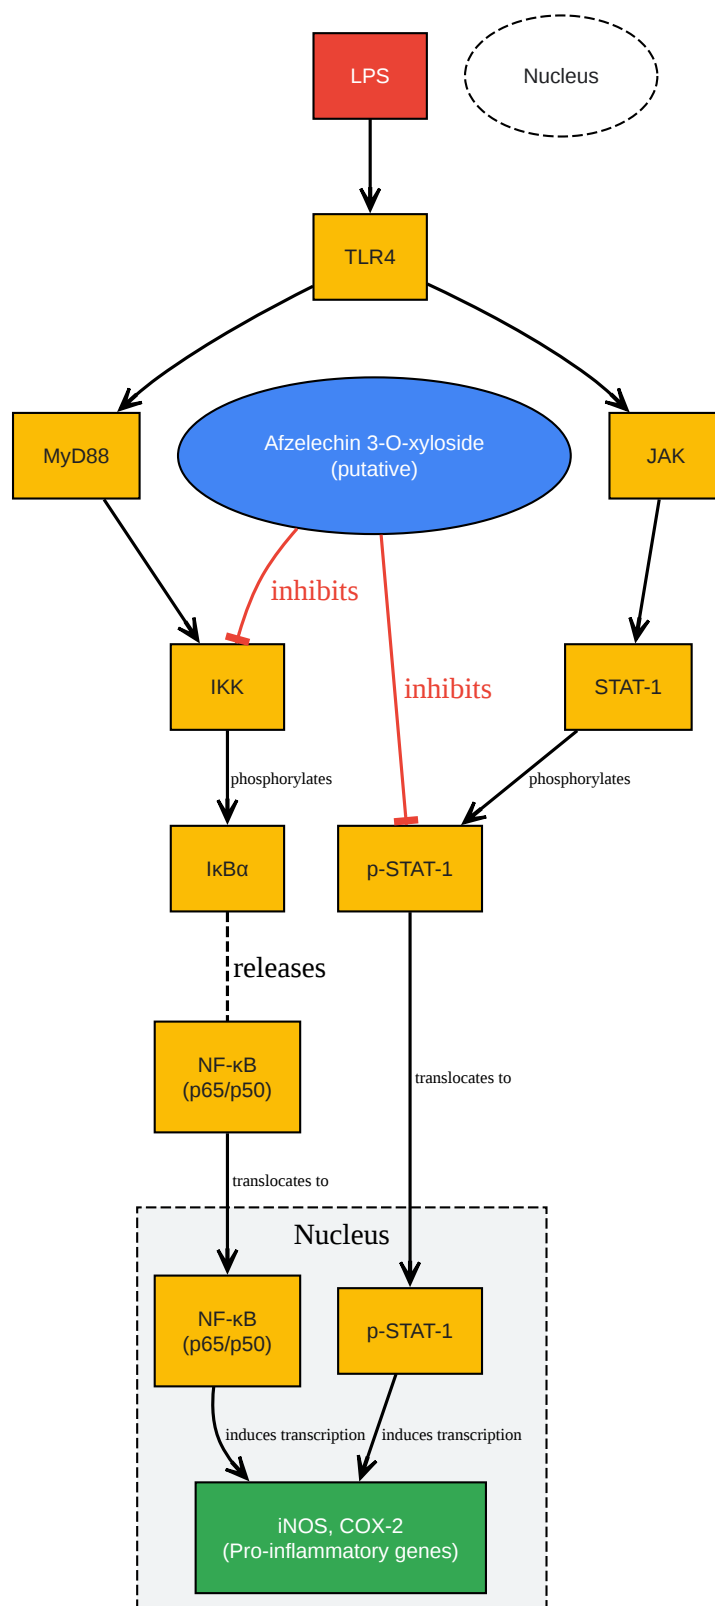 LPS
Nucleus
TLR4
MyD88
Afzelechin 3-O-xyloside
(putative)
JAK
inhibits
IKK
inhibits
STAT-1
phosphorylates
phosphorylates
IκBα
p-STAT-1
releases
NF-κB
(p65/p50)
translocates to
translocates to
Nucleus
NF-κB
(p65/p50)
p-STAT-1
induces transcription
induces transcription
iNOS, COX-2
(Pro-inflammatory genes)